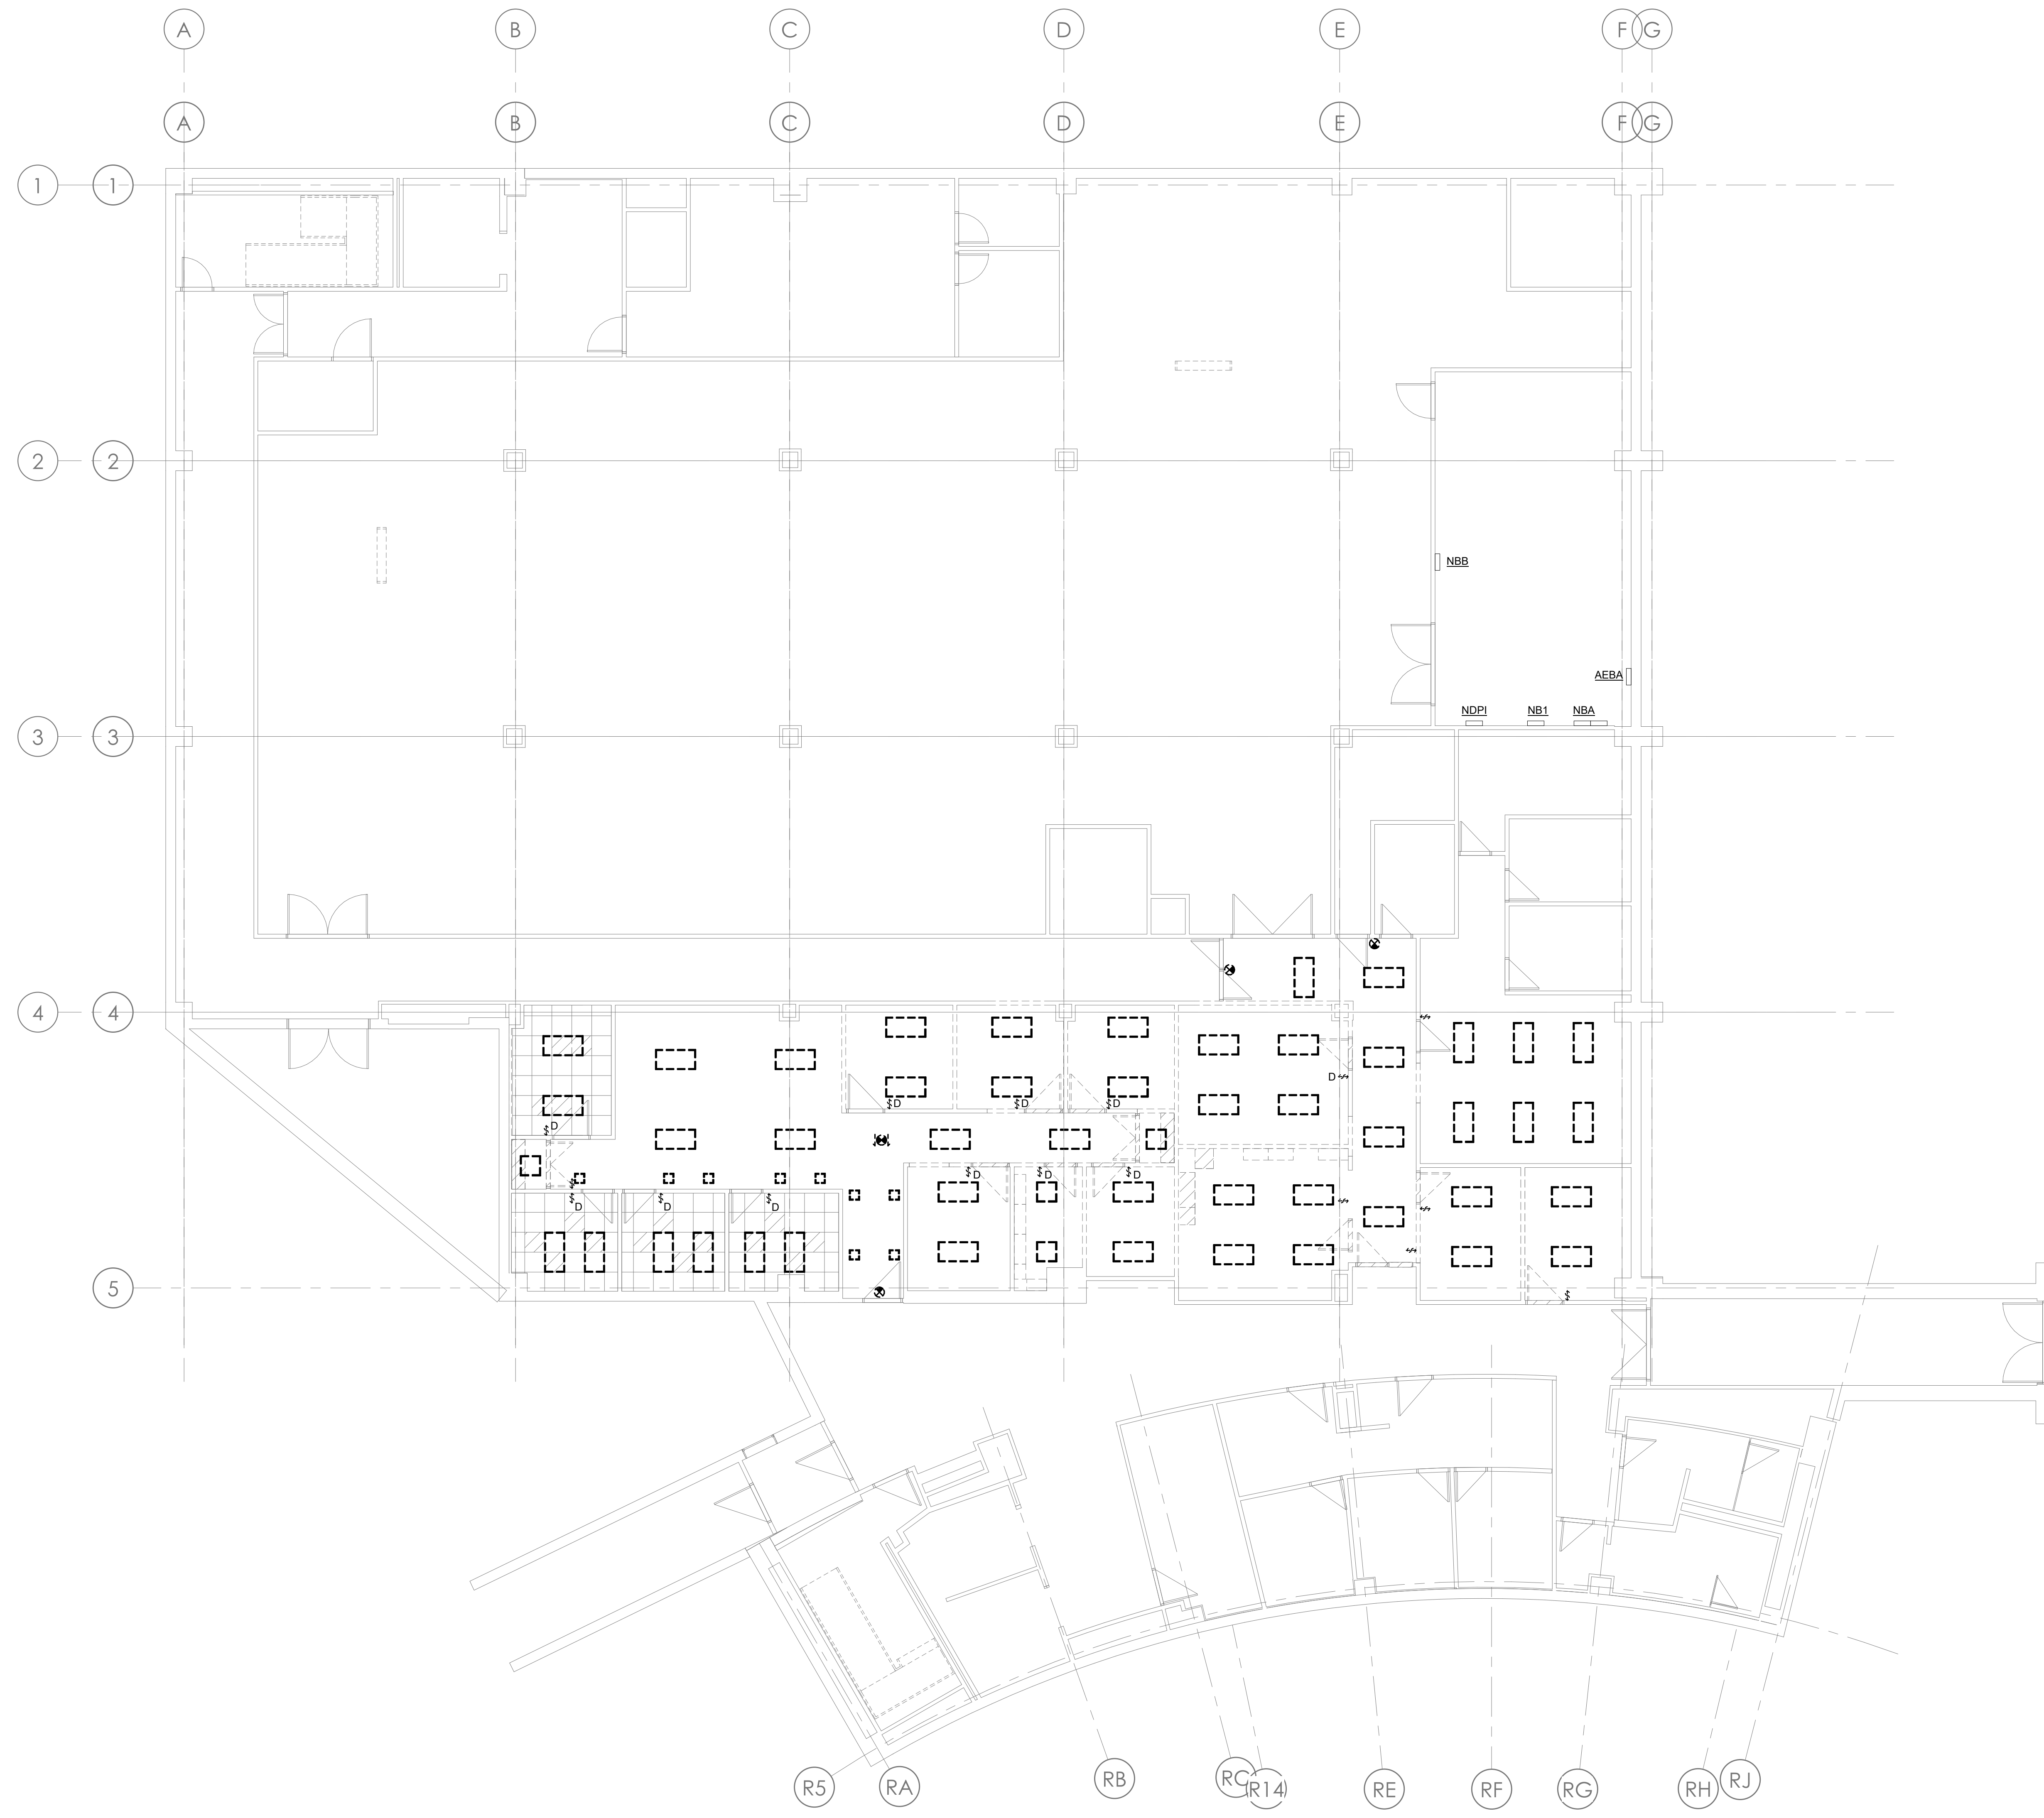 A B C D E F G
A B C D E F G
1 1
2 2
NBB
AEBA
NDPI NB1 NBA
3 3
4 4
$ $
D $
$D $D $D
$D
$
$D $D $D
$D $D $D
$ $
$
5
$
R5 RA RB RC R14 RE RF RG RH RJ